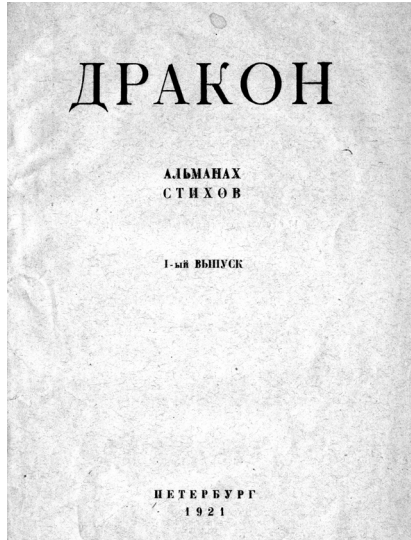 ДРАКОН
АЛЬМАНАХ
СТИХОВ
1-ый ВЫПУСК
ПЕТЕРБУРГ
1921